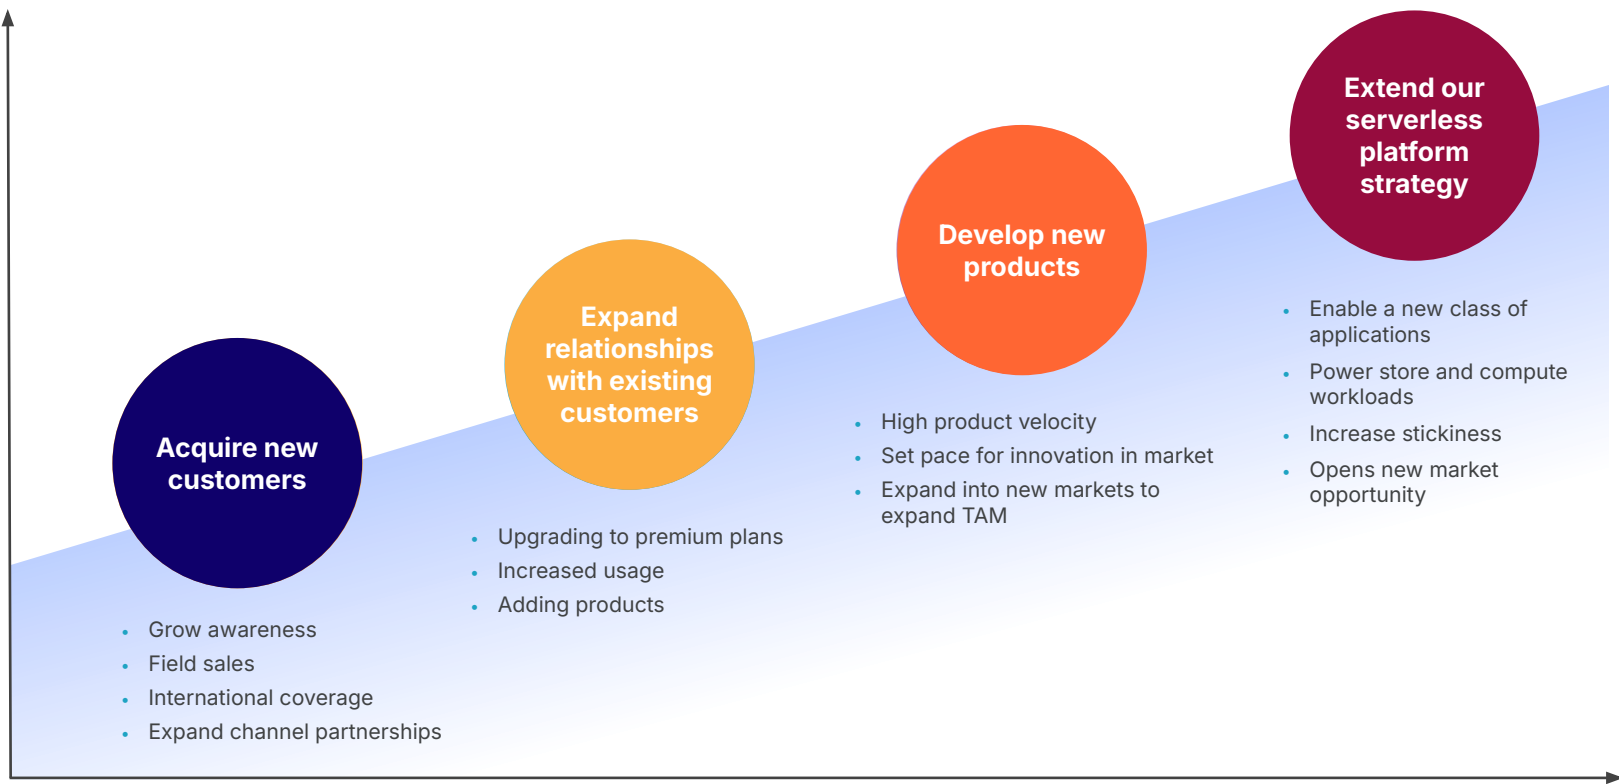 Acquire new
customers
Grow awareness
Field sales
International coverage
Expand channel partnerships
Expand
relationships
with existing
customers
Upgrading to premium plans
Increased usage
Adding products
Develop new
products
High product velocity
Set pace for innovation in market
Expand into new markets to
expand TAM
Extend our
serverless
platform
strategy
Enable a new class of
applications
Power store and compute
workloads
Increase stickiness
Opens new market
opportunity